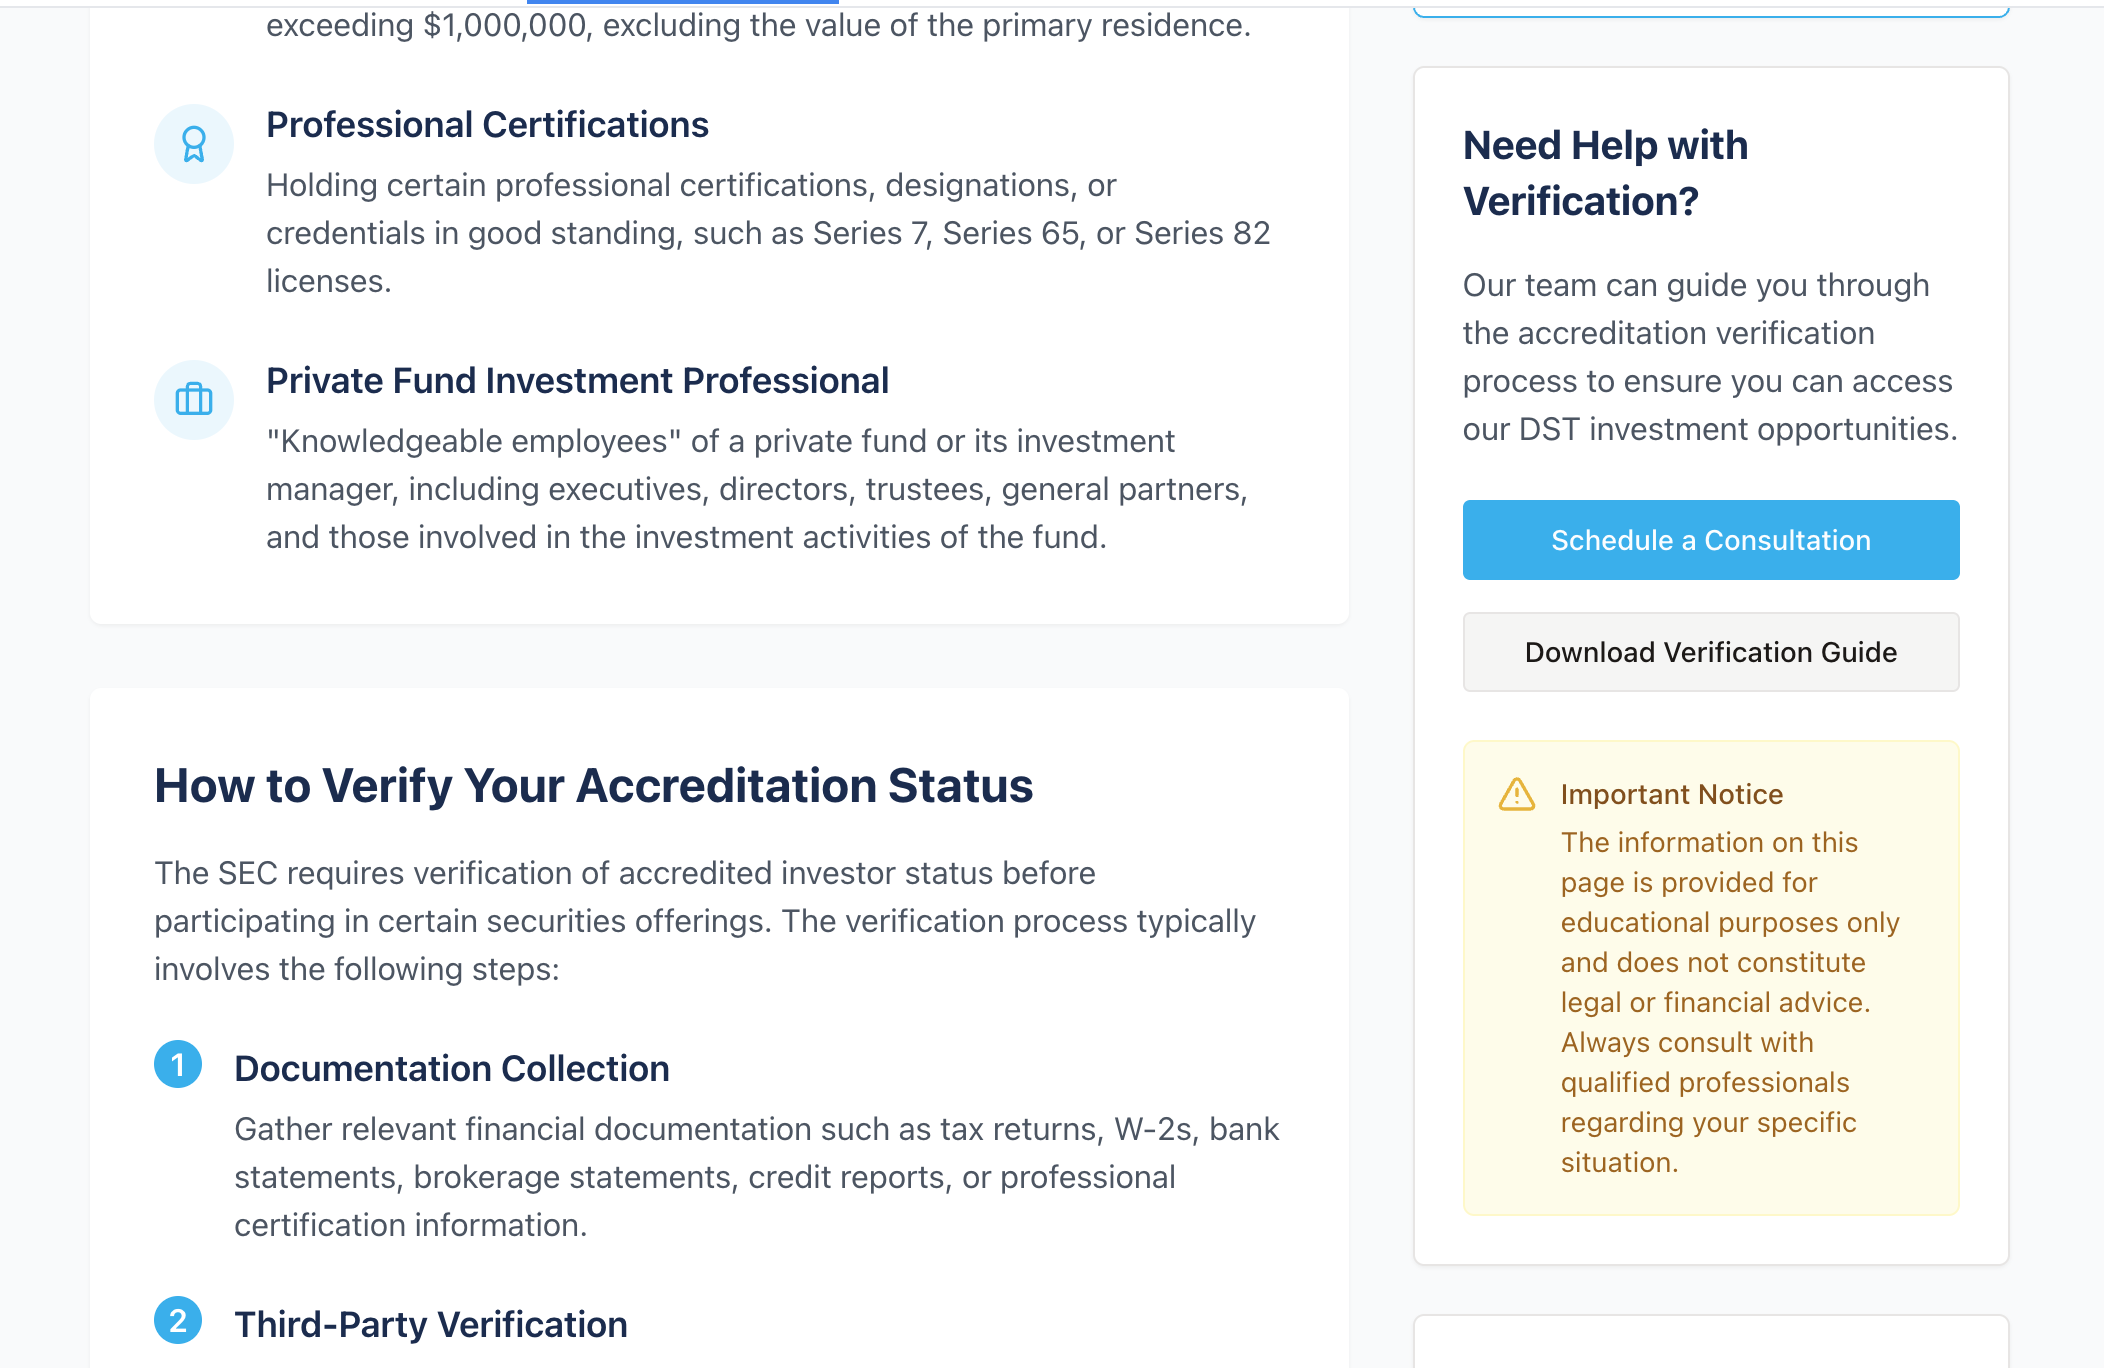 exceeding $1,000,000, excluding the value of the primary residence.
Professional Certifications
Holding certain professional certifications, designations, or
credentials in good standing, such as Series 7, Series 65, or Series 82
licenses.
Private Fund Investment Professional
"Knowledgeable employees" of a private fund or its investment
manager, including executives, directors, trustees, general partners,
and those involved in the investment activities of the fund.
How to Verify Your Accreditation Status
The SEC requires verification of accredited investor status before
participating in certain securities offerings. The verification process typically
involves the following steps:
1
Documentation Collection
Gather relevant financial documentation such as tax returns, W-2s, bank
statements, brokerage statements, credit reports, or professional
certification information.
2
Third-Party Verification
Need Help with
Verification?
Our team can guide you through
the accreditation verification
process to ensure you can access
our DST investment opportunities.
Schedule a Consultation
Download Verification Guide
Important Notice
The information on this
page is provided for
educational purposes only
and does not constitute
legal or financial advice.
Always consult with
qualified professionals
regarding your specific
situation.